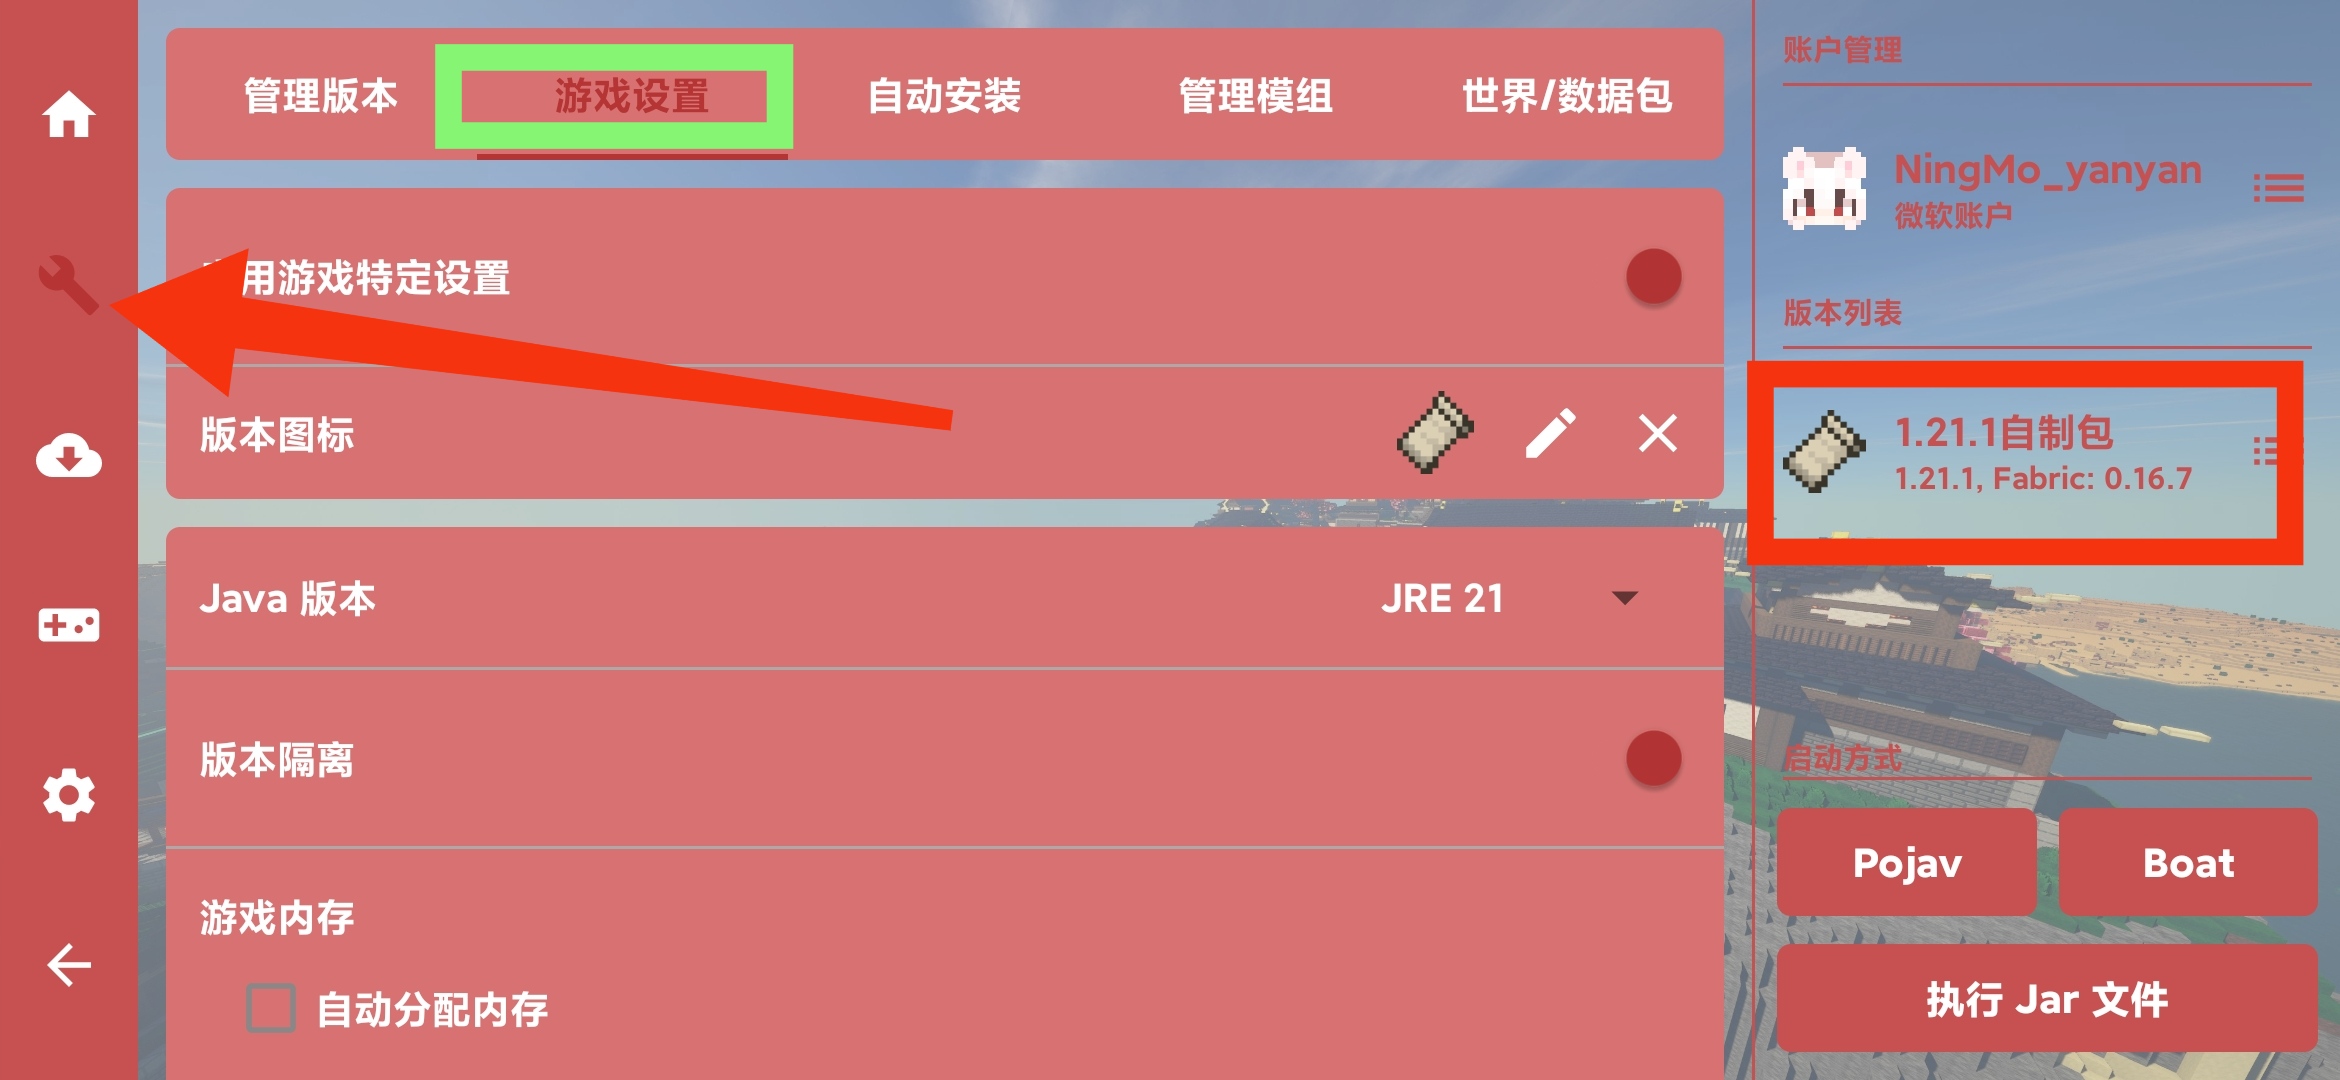 管理版本
游戏设置
自动安装
管理模组
世界/数据包
用游戏特定设置
版本图标
Java 版本
JRE 21
版本隔离
游戏内存
自动分配内存
账户管理
NingMo_yanyan
微软账户
版本列表
1.21.1自制包
1.21.1, Fabric: 0.16.7
启动方式
Pojav
Boat
执行 Jar 文件